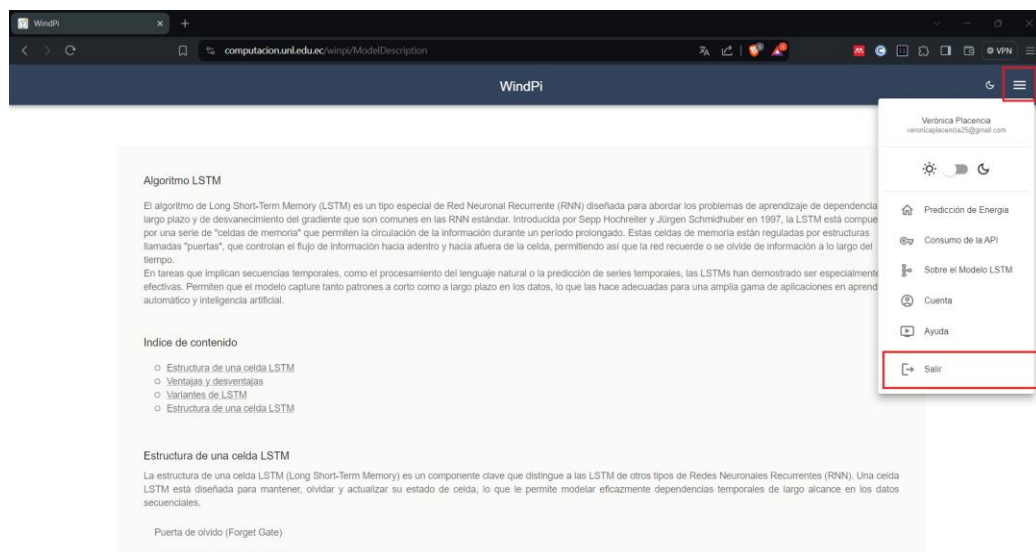 WindPi
computacion.unl.edu.ec/winpi/ModelDescription
VPN
WindPi
Verónica Placencia
veronicaplacencia25@gmail.com
Predicción de Energia
Consumo de la API
Sobre el Modelo LSTM
Cuenta
Ayuda
Salir
Algoritmo LSTM
El algoritmo de Long Short-Term Memory (LSTM) es un tipo especial de Red Neuronal Recurrente (RNN) diseñada para abordar los problemas de aprendizaje de dependencia
largo plazo y de desvanecimiento del gradiente que son comunes en las RNN estándar. Introducida por Sepp Hochreiter y Jürgen Schmidhuber en 1997, la LSTM está compue
por una serie de "celdas de memoria" que permiten la circulación de la información durante un período prolongado. Estas celdas de memoria están reguladas por estructuras
llamadas "puertas", que controlan el flujo de información hacia adentro y hacia afuera de la celda, permitiendo así que la red recuerde o se olvide de información a lo largo del
tiempo.
En tareas que implican secuencias temporales, como el procesamiento del lenguaje natural o la predicción de series temporales, las LSTMs han demostrado ser especialmente
efectivas. Permiten que el modelo capture tanto patrones a corto como a largo plazo en los datos, lo que las hace adecuadas para una amplia gama de aplicaciones en aprend
automático y inteligencia artificial.
Indice de contenido
Estructura de una celda LSTM
Ventajas y desventajas
Variantes de LSTM
Estructura de una celda LSTM
Estructura de una celda LSTM
La estructura de una celda LSTM (Long Short-Term Memory) es un componente clave que distingue a las LSTM de otros tipos de Redes Neuronales Recurrentes (RNN). Una celda
LSTM está diseñada para mantener, olvidar y actualizar su estado de celda, lo que le permite modelar eficazmente dependencias temporales de largo alcance en los datos
secuenciales.
Puerta de olvido (Forget Gate)